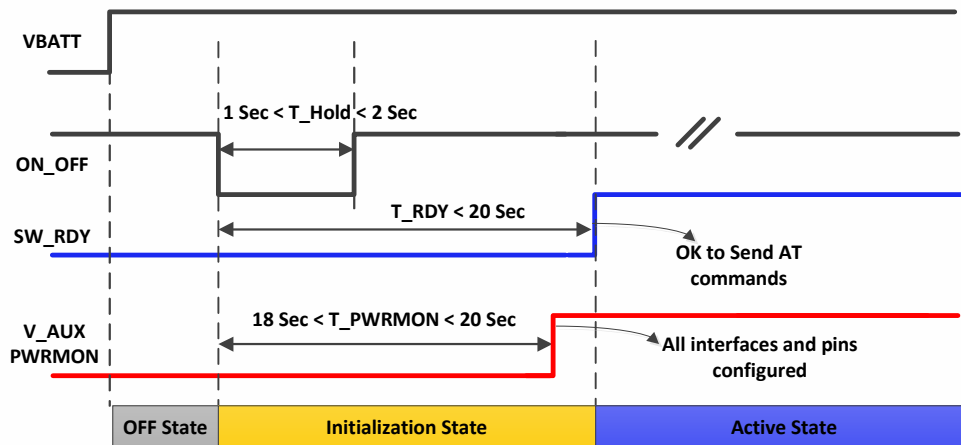 VBATT
1 Sec < T_Hold < 2 Sec
ON_OFF
T_RDY < 20 Sec
SW_RDY
OK to Send AT
commands
18 Sec < T_PWRMON < 20 Sec
V_AUX
PWRMON
All interfaces and pins
configured
OFF State
Initialization State
Active State